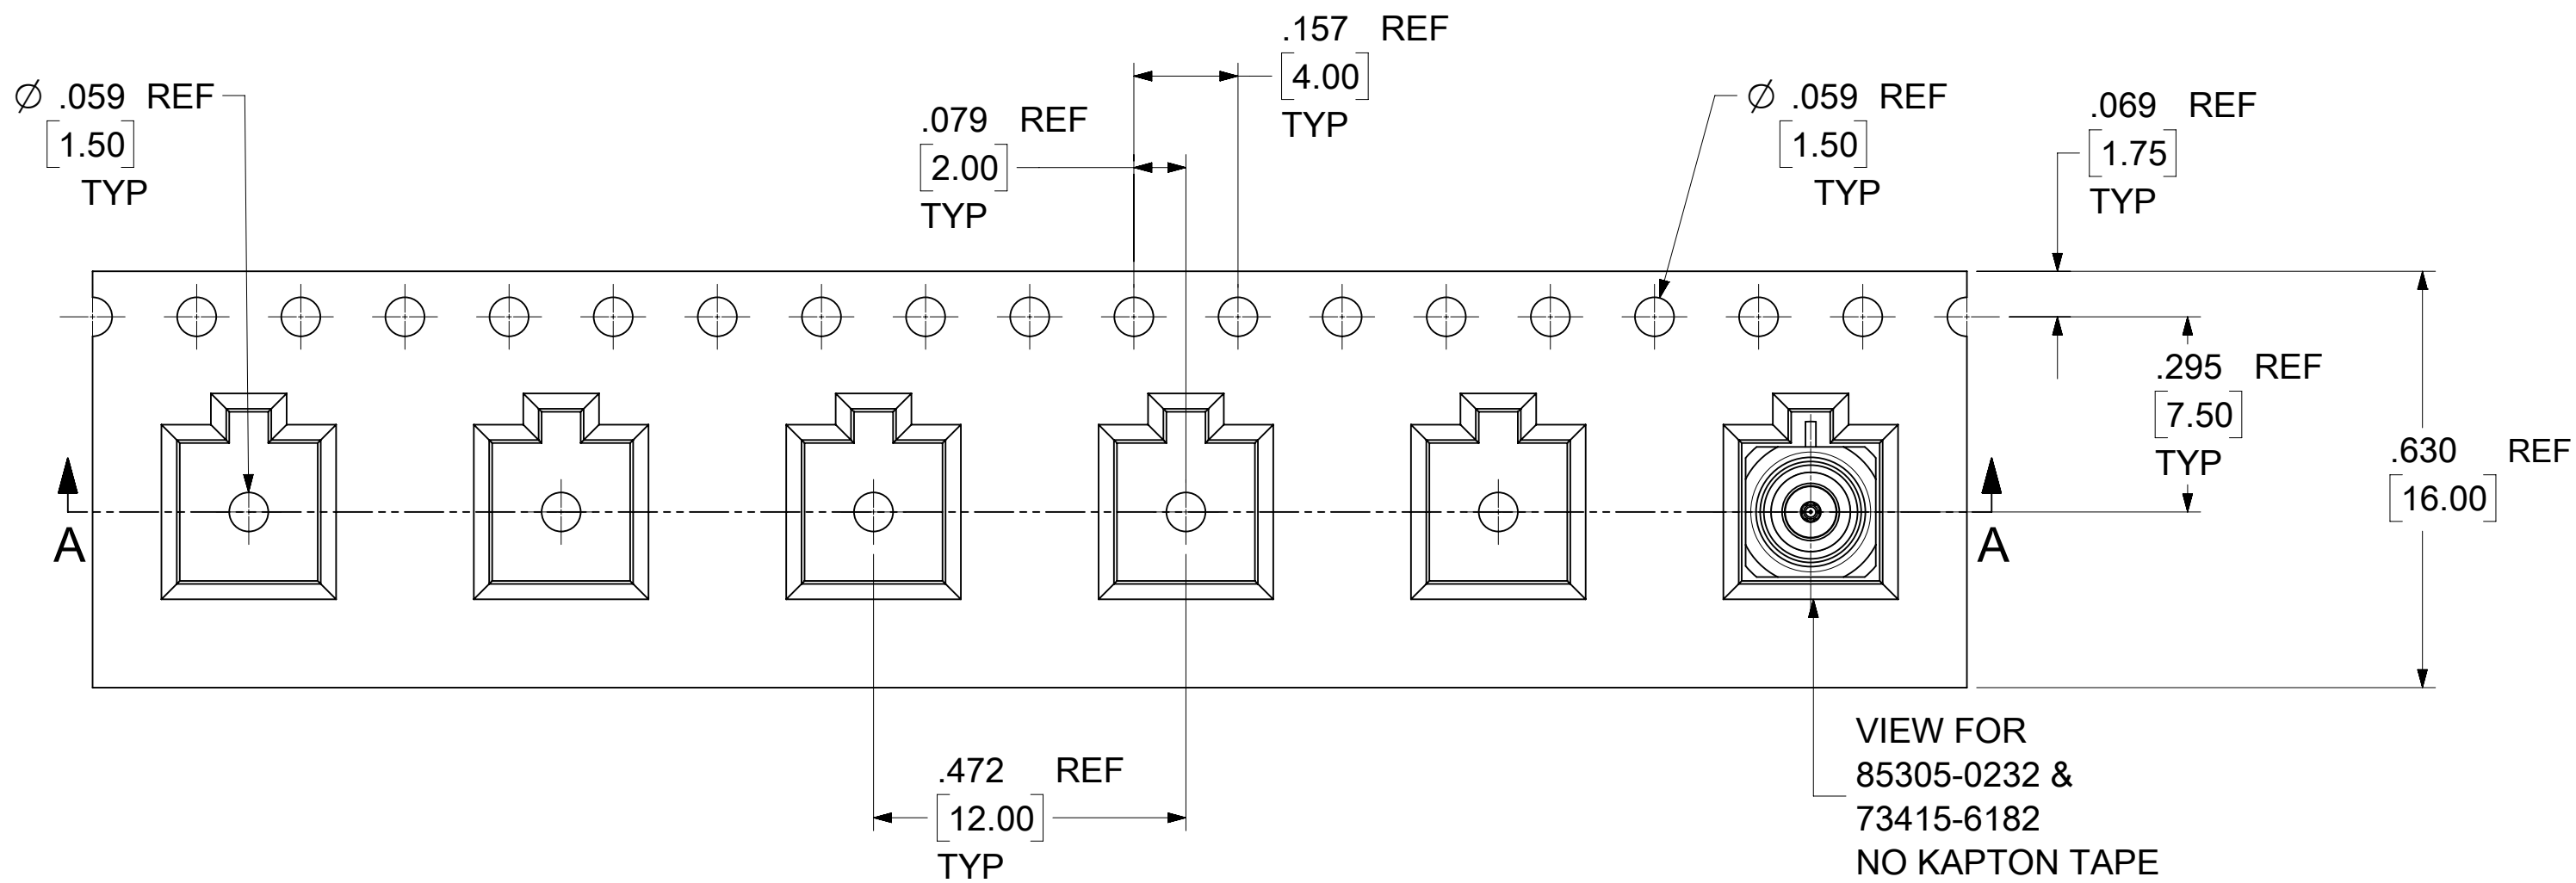 .157 REF
[4.00]
TYP
Ø .059 REF
[1.50]
TYP
.079 REF
[2.00]
TYP
Ø .059 REF
[1.50]
TYP
.069 REF
[1.75]
TYP
.295 REF
[7.50]
TYP
.630 REF
[16.00]
A
A
.472 REF
[12.00]
TYP
VIEW FOR
85305-0232 &
73415-6182
NO KAPTON TAPE